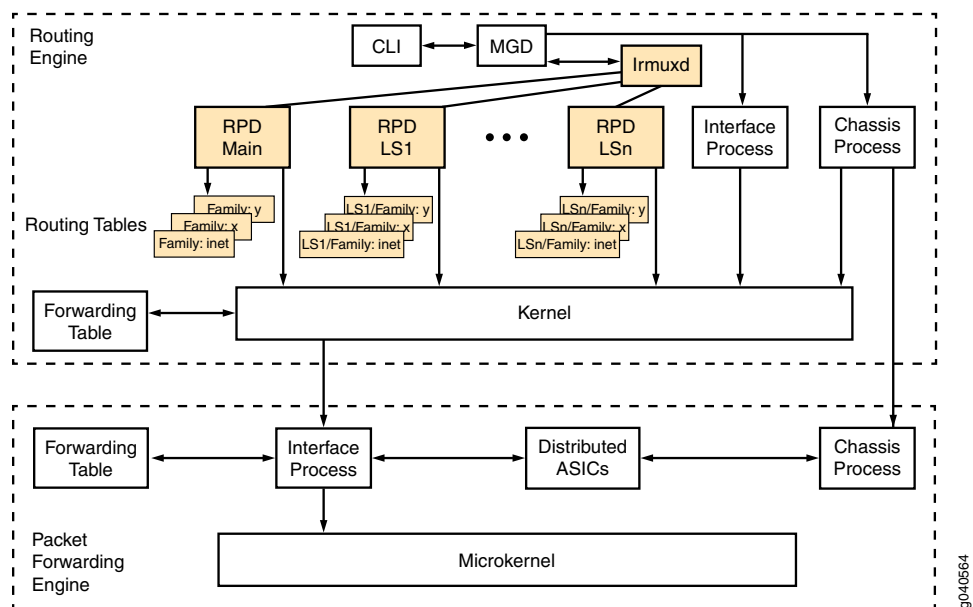 Routing
Engine
CLI
MGD
Irmuxd
RPD
Main
RPD
LS1
RPD
LSn
Interface
Process
Chassis
Process
Routing Tables
Family: y
Family: x
Family: inet
LS1/Family: y
LS1/Family: x
LS1/Family: inet
LSn/Family: y
LSn/Family: x
LSn/Family: inet
Forwarding
Table
Kernel
Forwarding
Table
Interface
Process
Distributed
ASICs
Chassis
Process
Packet
Forwarding
Engine
Microkernel
g040564